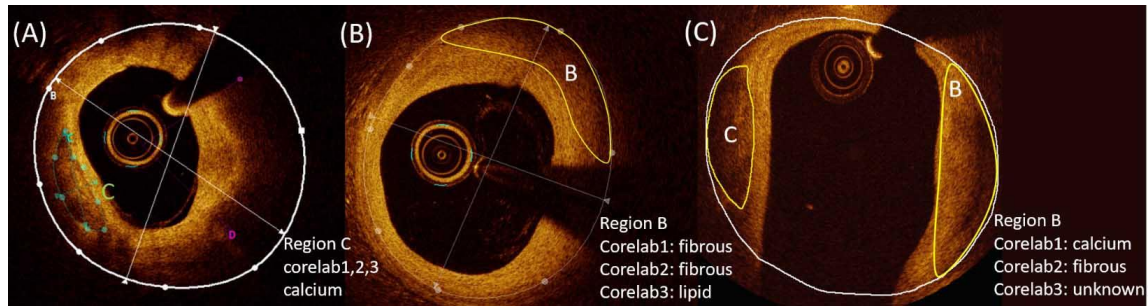 (A)
B
C
D
Region C
corelab1,2,3
calcium
(B)
B
Region B
Corelab1: fibrous
Corelab2: fibrous
Corelab3: lipid
(C)
C
B
Region B
Corelab1: calcium
Corelab2: fibrous
Corelab3: unknown